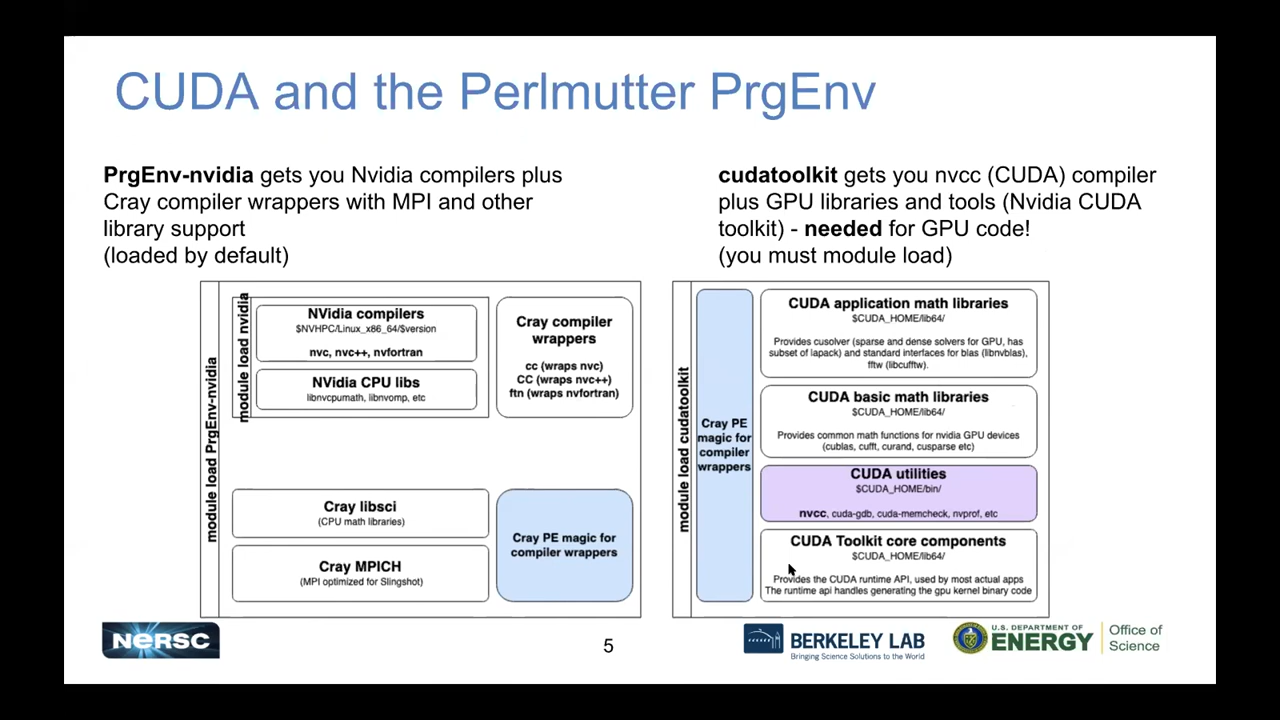 CUDA and the Perlmutter PrgEnv
PrgEnv-nvidia gets you Nvidia compilers plus
Cray compiler wrappers with MPI and other
library support
(loaded by default)
cudatoolkit gets you nvcc (CUDA) compiler
plus GPU libraries and tools (Nvidia CUDA
toolkit) - needed for GPU code!
(you must module load)
module load PrgEnv-nvidia
module load nvidia
NVidia compilers
$NVHPC/Linux_x86_64/$version
nvc, nvc++, nvfortran
NVidia CPU libs
libnvcpumath, libnvomp, etc
Cray compiler
wrappers
cc (wraps nvc)
CC (wraps nvc++)
ftn (wraps nvfortran)
Cray libsci
(CPU math libraries)
Cray MPICH
(MPI optimized for Slingshot)
Cray PE magic for
compiler wrappers
module load cudatoolkit
Cray PE
magic for
compiler
wrappers
CUDA application math libraries
$CUDA_HOME/lib64/
Provides cusolver (sparse and dense solvers for GPU, has
subset of lapack) and standard interfaces for blas (libnvblas),
fftw (libcufftw).
CUDA basic math libraries
$CUDA_HOME/lib64/
Provides common math functions for nvidia GPU devices
(cublas, cufft, curand, cusparse etc)
CUDA utilities
$CUDA_HOME/bin/
nvcc, cuda-gdb, cuda-memcheck, nvprof, etc
CUDA Toolkit core components
$CUDA_HOME/lib64/
Provides the CUDA runtime API, used by most actual apps
The runtime api handles generating the gpu kernel binary code
NERSC
5
BERKELEY LAB
Bringing Science Solutions to the World
U.S. DEPARTMENT OF
ENERGY
Office of
Science